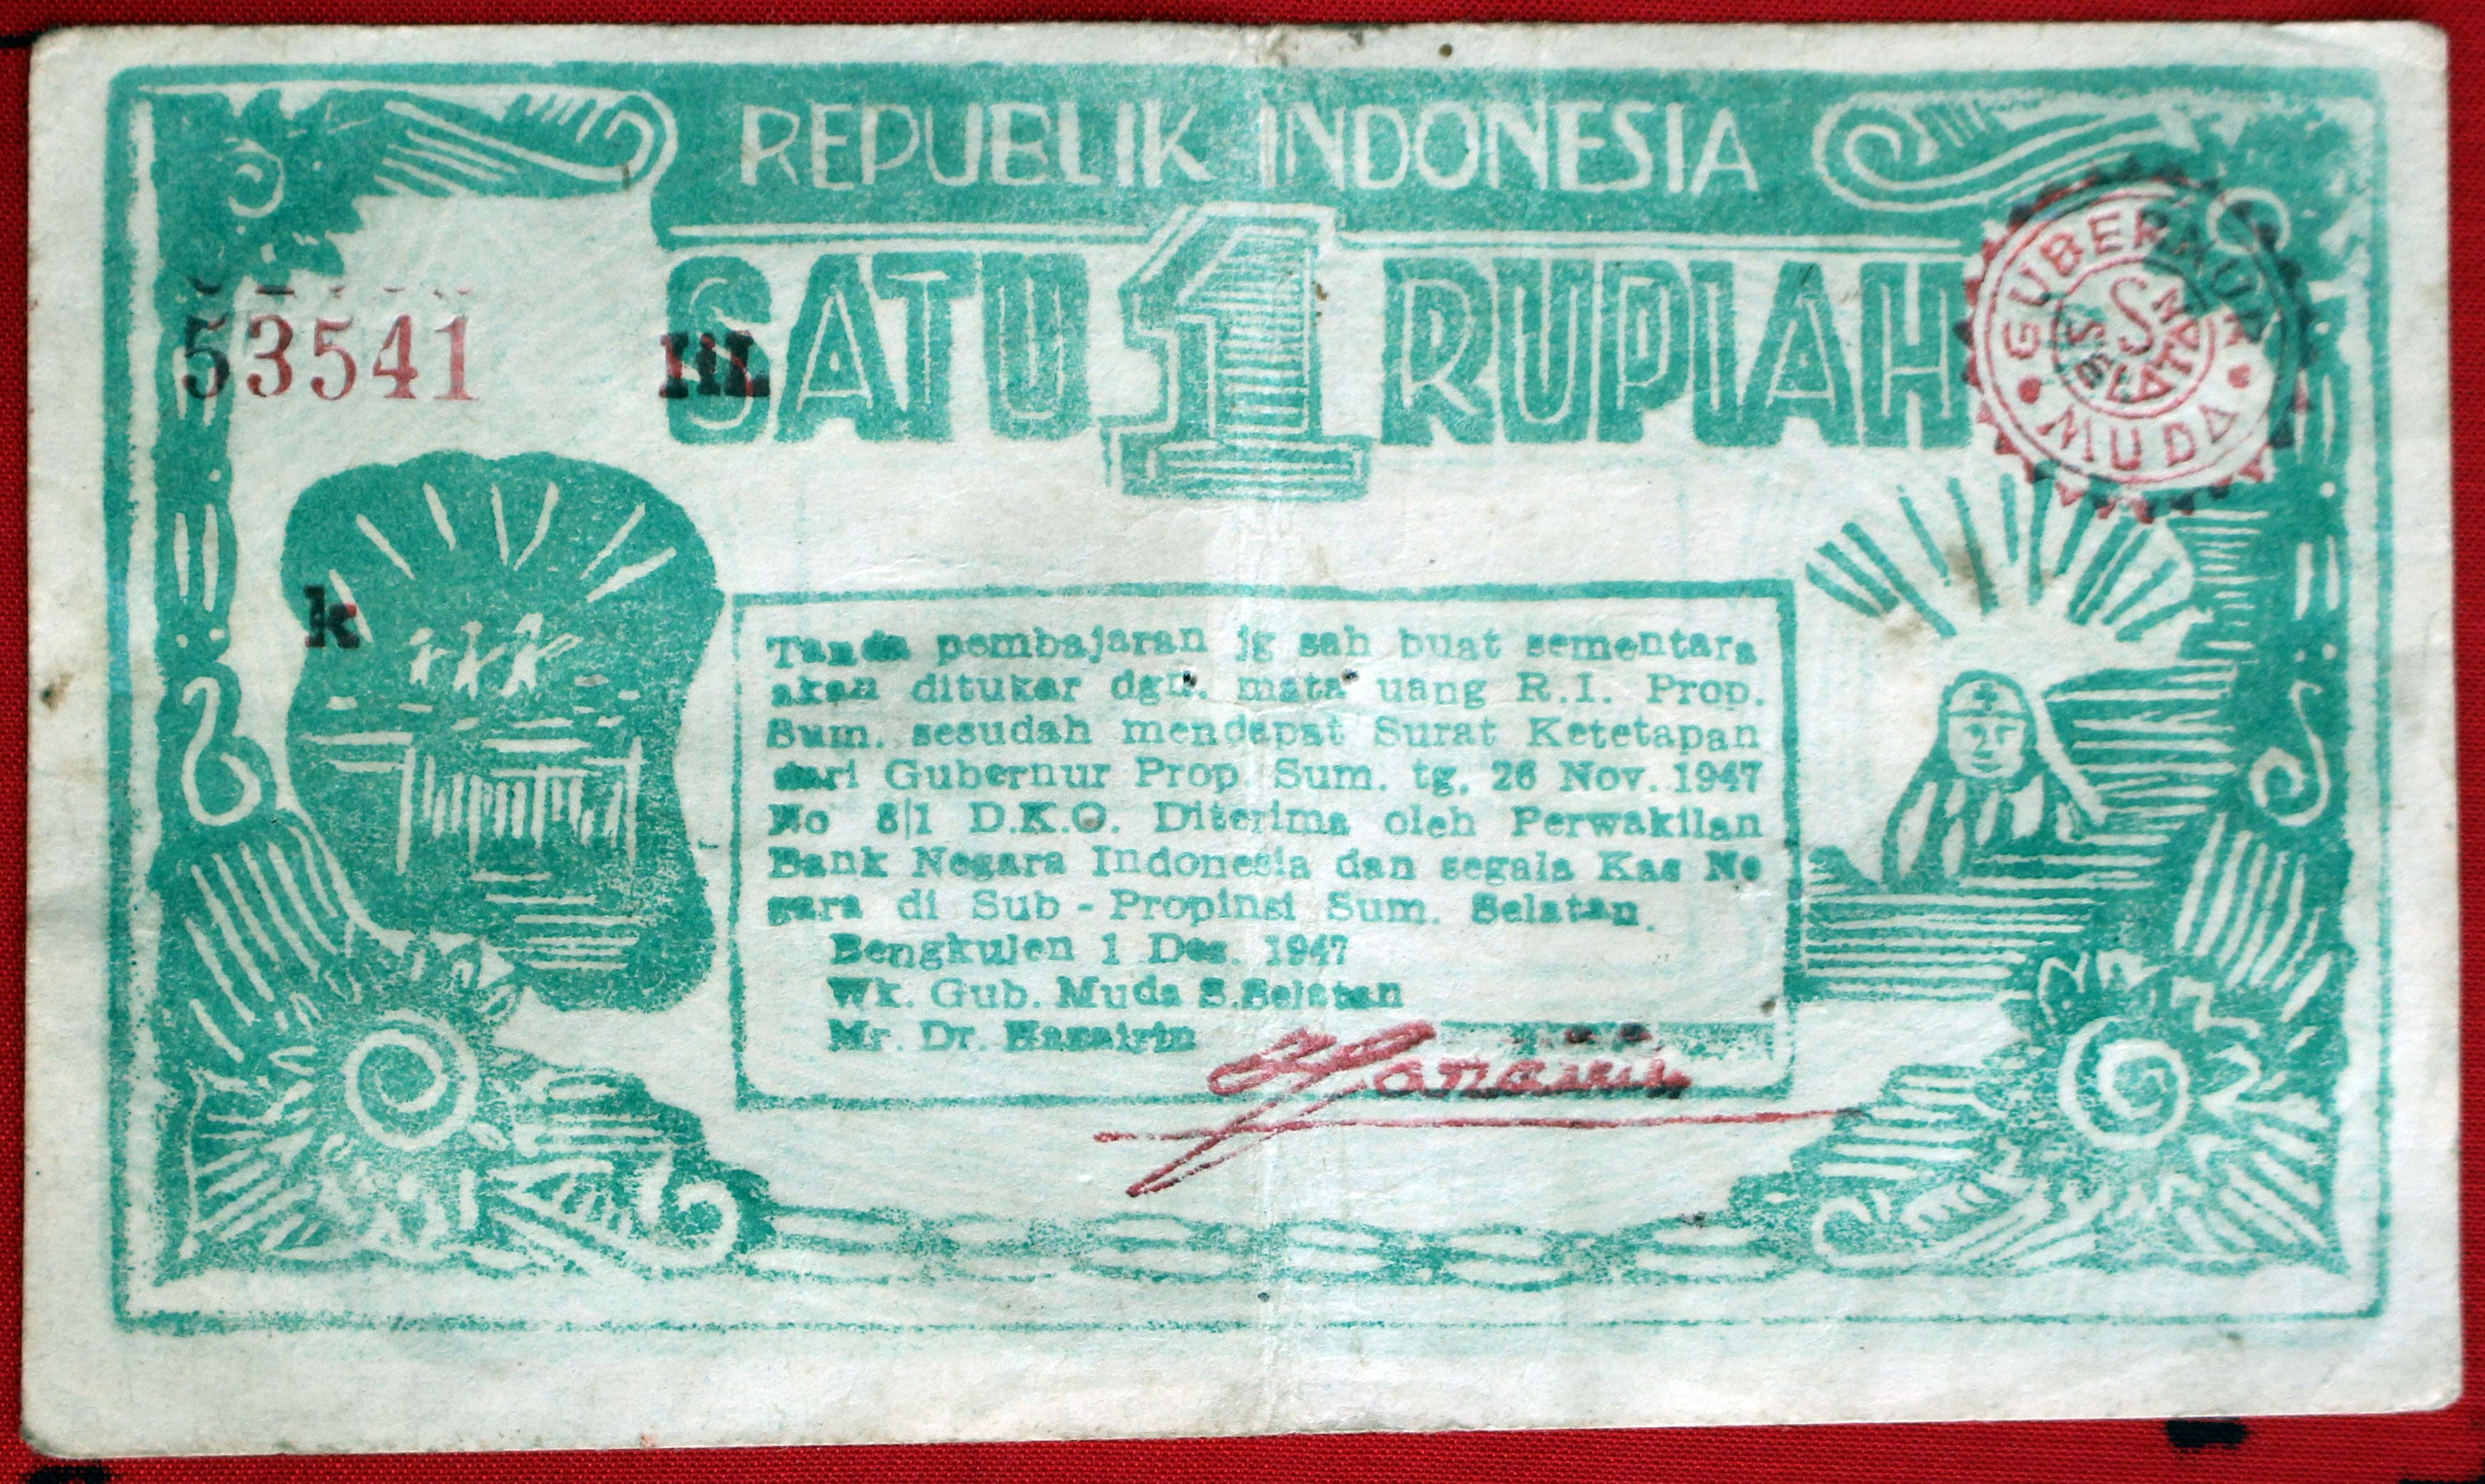 REPUBLIK INDONESIA
SATU 1 RUPIAH
53541
HL
k
GUBERNUR
MUDA
S
SUMATRA
Tanda pembajaran jg sah buat sementara
akan ditukar dgn. mata uang R.I. Prop.
Sum. sesudah mendapat Surat Ketetapan
dari Gubernur Prop. Sum. tg. 26 Nov. 1947
No 8|1 D.K.O. Diterima oleh Perwakilan
Bank Negara Indonesia dan segala Kas Ne
gara di Sub - Propinsi Sum. Selatan.
Bengkulen 1 Des. 1947
Wk. Gub. Muda S.Selatan
Mr. Dr. Hazairin
Hazairin